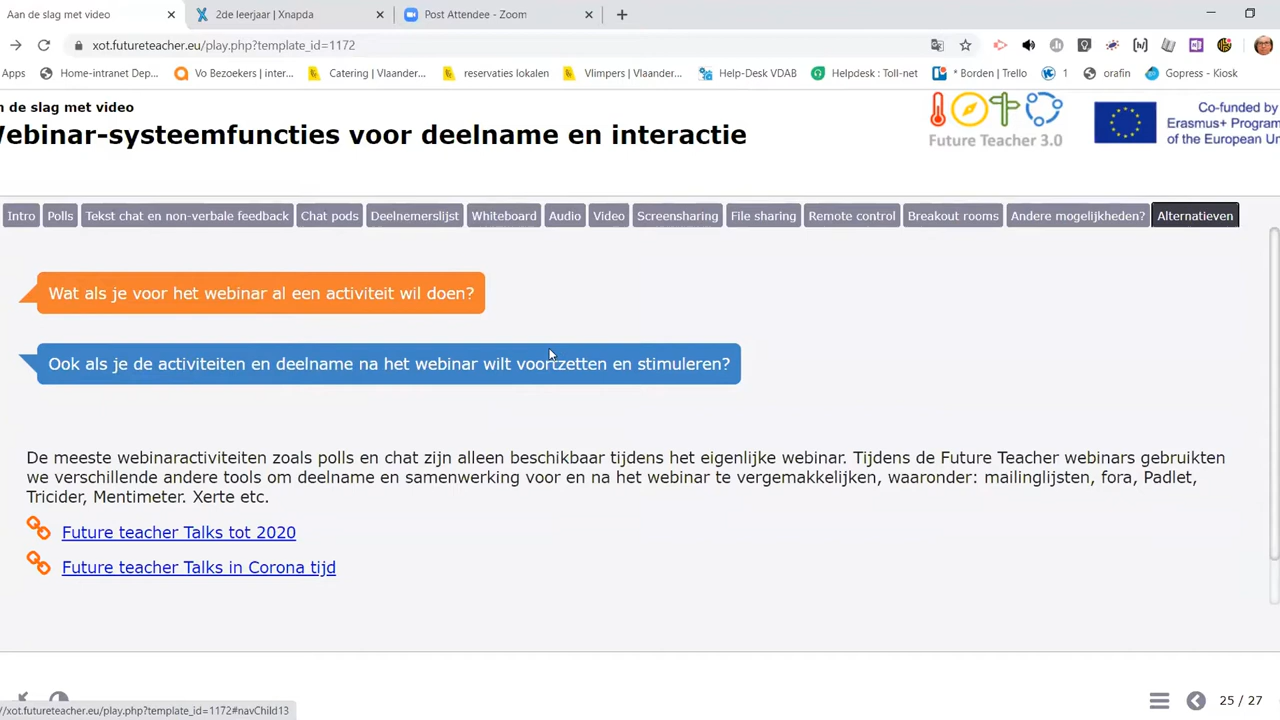 Aan de slag met video
2de leerjaar | Xnapda
Post Attendee - Zoom
xot.futureteacher.eu/play.php?template_id=1172
Apps
Home-intranet Dep...
Vo Bezoekers | inter...
Catering | Vlaander...
reservaties lokalen
Vlimpers | Vlaander...
Help-Desk VDAB
Helpdesk : Toll-net
* Borden | Trello
1
orafin
Gopress - Kiosk
n de slag met video
Webinar-systeemfuncties voor deelname en interactie
Future Teacher 3.0
Co-funded by
Erasmus+ Program
of the European Un
Intro
Polls
Tekst chat en non-verbale feedback
Chat pods
Deelnemerslijst
Whiteboard
Audio
Video
Screensharing
File sharing
Remote control
Breakout rooms
Andere mogelijkheden?
Alternatieven
Wat als je voor het webinar al een activiteit wil doen?
Ook als je de activiteiten en deelname na het webinar wilt voortzetten en stimuleren?
De meeste webinaractiviteiten zoals polls en chat zijn alleen beschikbaar tijdens het eigenlijke webinar. Tijdens de Future Teacher webinars gebruikten
we verschillende andere tools om deelname en samenwerking voor en na het webinar te vergemakkelijken, waaronder: mailinglijsten, fora, Padlet,
Tricider, Mentimeter. Xerte etc.
Future teacher Talks tot 2020
Future teacher Talks in Corona tijd
25 / 27
//xot.futureteacher.eu/play.php?template_id=1172#navChild13